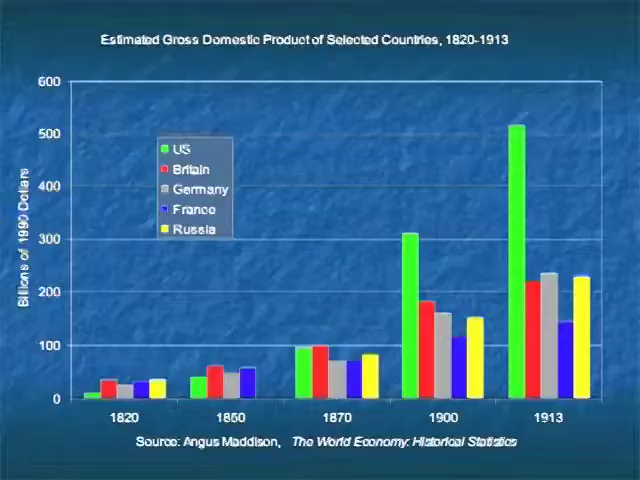 Estimated Gross Domestic Product of Selected Countries, 1820-1913
Billions of 1990 Dollars
600
500
400
300
200
100
0
US
Britain
Germany
France
Russia
1820 1850 1870 1900 1913
Source: Angus Maddison, The World Economy: Historical Statistics